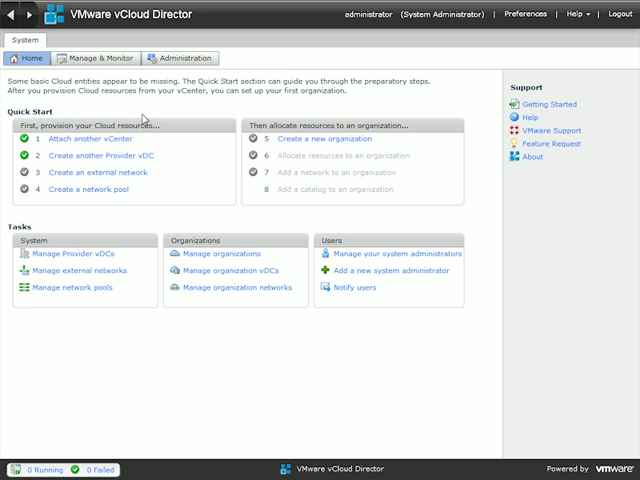 VMware vCloud Director
administrator (System Administrator) | Preferences | Help | Logout
System
Home
Manage & Monitor
Administration
Some basic Cloud entities appear to be missing. The Quick Start section can guide you through the preparatory steps.
After you provision Cloud resources from your vCenter, you can set up your first organization.
Quick Start
First, provision your Cloud resources...
1 Attach another vCenter
2 Create another Provider vDC
3 Create an external network
4 Create a network pool
Then allocate resources to an organization...
5 Create a new organization
6 Allocate resources to an organization
7 Add a network to an organization
8 Add a catalog to an organization
Tasks
System
Manage Provider vDCs
Manage external networks
Manage network pools
Organizations
Manage organizations
Manage organization vDCs
Manage organization networks
Users
Manage your system administrators
Add a new system administrator
Notify users
Support
Getting Started
Help
VMware Support
Feature Request
About
0 Running 0 Failed
VMware vCloud Director
Powered by vmware